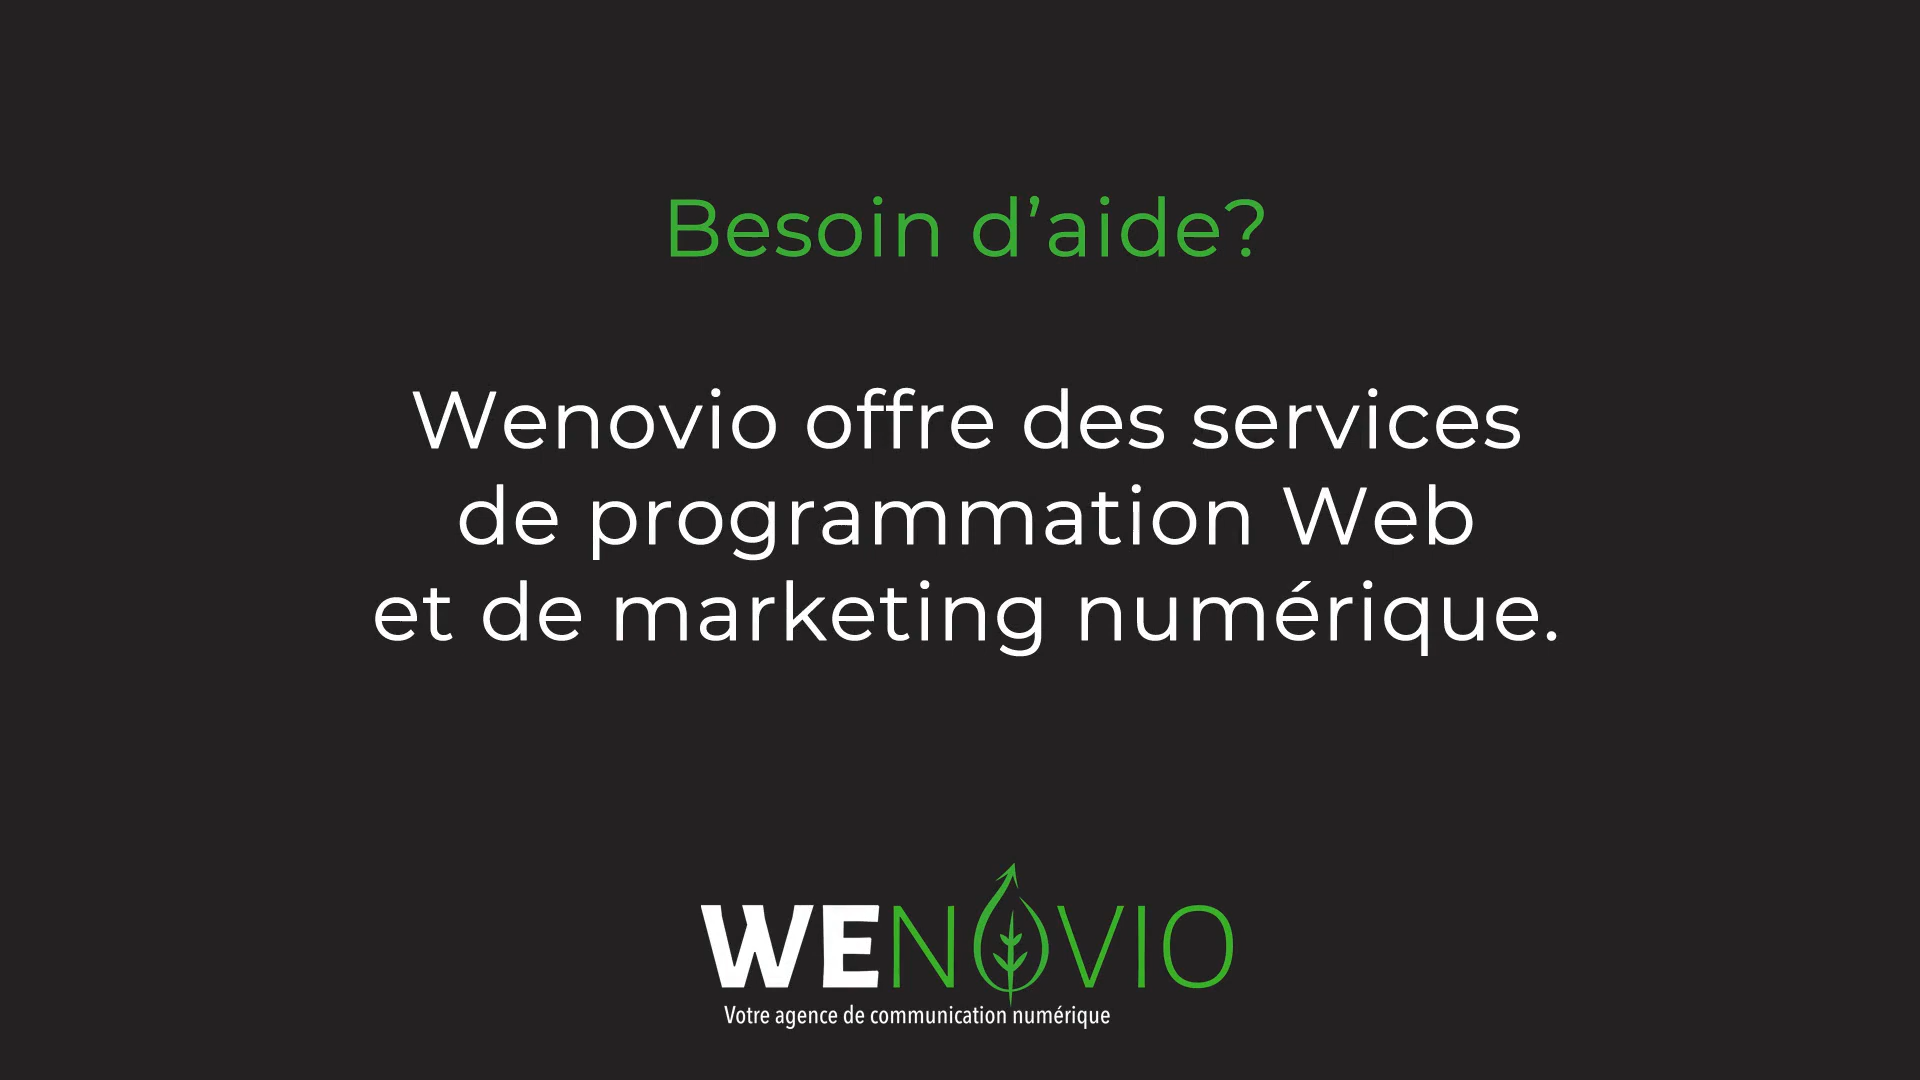 Besoin d’aide?
Wenovio offre des services
de programmation Web
et de marketing numérique.
WENOVIO
Votre agence de communication numérique